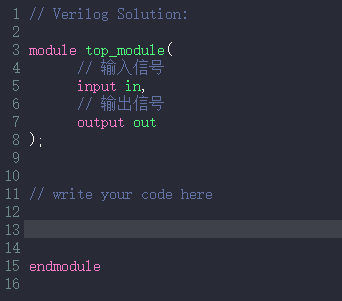 1 // Verilog Solution:
2
3 module top_module(
4 // 输入信号
5 input in,
6 // 输出信号
7 output out
8 );
9
10
11 // write your code here
12
13
14
15 endmodule
16